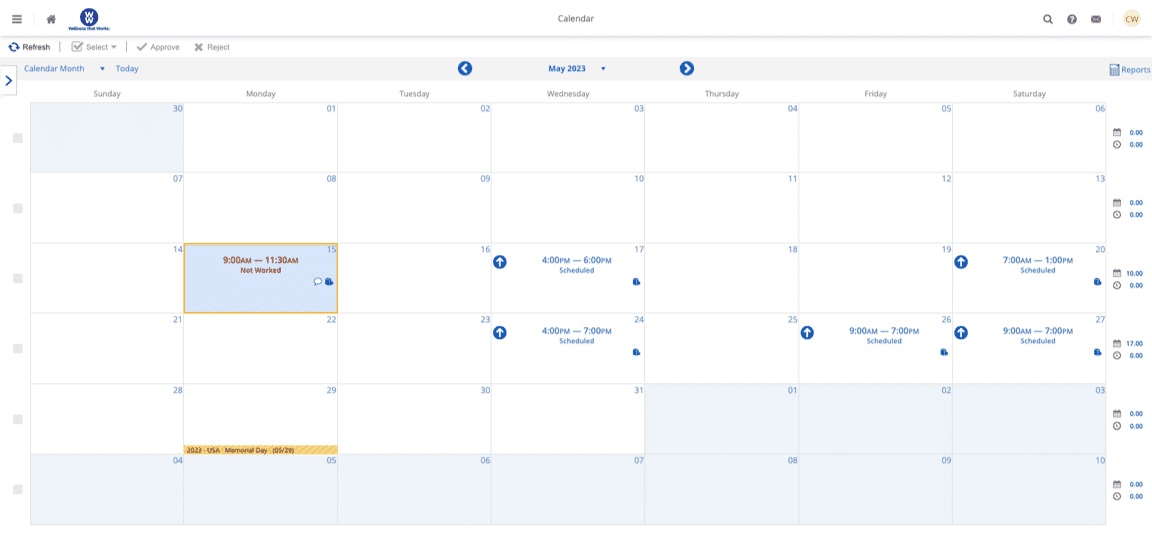 WW
Wellness that Works.
Calendar
CW
Refresh Select Approve Reject
Calendar Month Today May 2023 Reports
Sunday Monday Tuesday Wednesday Thursday Friday Saturday
30 01 02 03 04 05 06
0.00
0.00
07 08 09 10 11 12 13
0.00
0.00
14 15 16 17 18 19 20
9:00AM — 11:30AM 4:00PM — 6:00PM 7:00AM — 1:00PM
Not Worked Scheduled Scheduled
10.00
0.00
21 22 23 24 25 26 27
4:00PM — 7:00PM 9:00AM — 7:00PM 9:00AM — 7:00PM
Scheduled Scheduled Scheduled
17.00
0.00
28 29 30 31 01 02 03
0.00
0.00
2023 - USA Memorial Day (05/29)
04 05 06 07 08 09 10
0.00
0.00